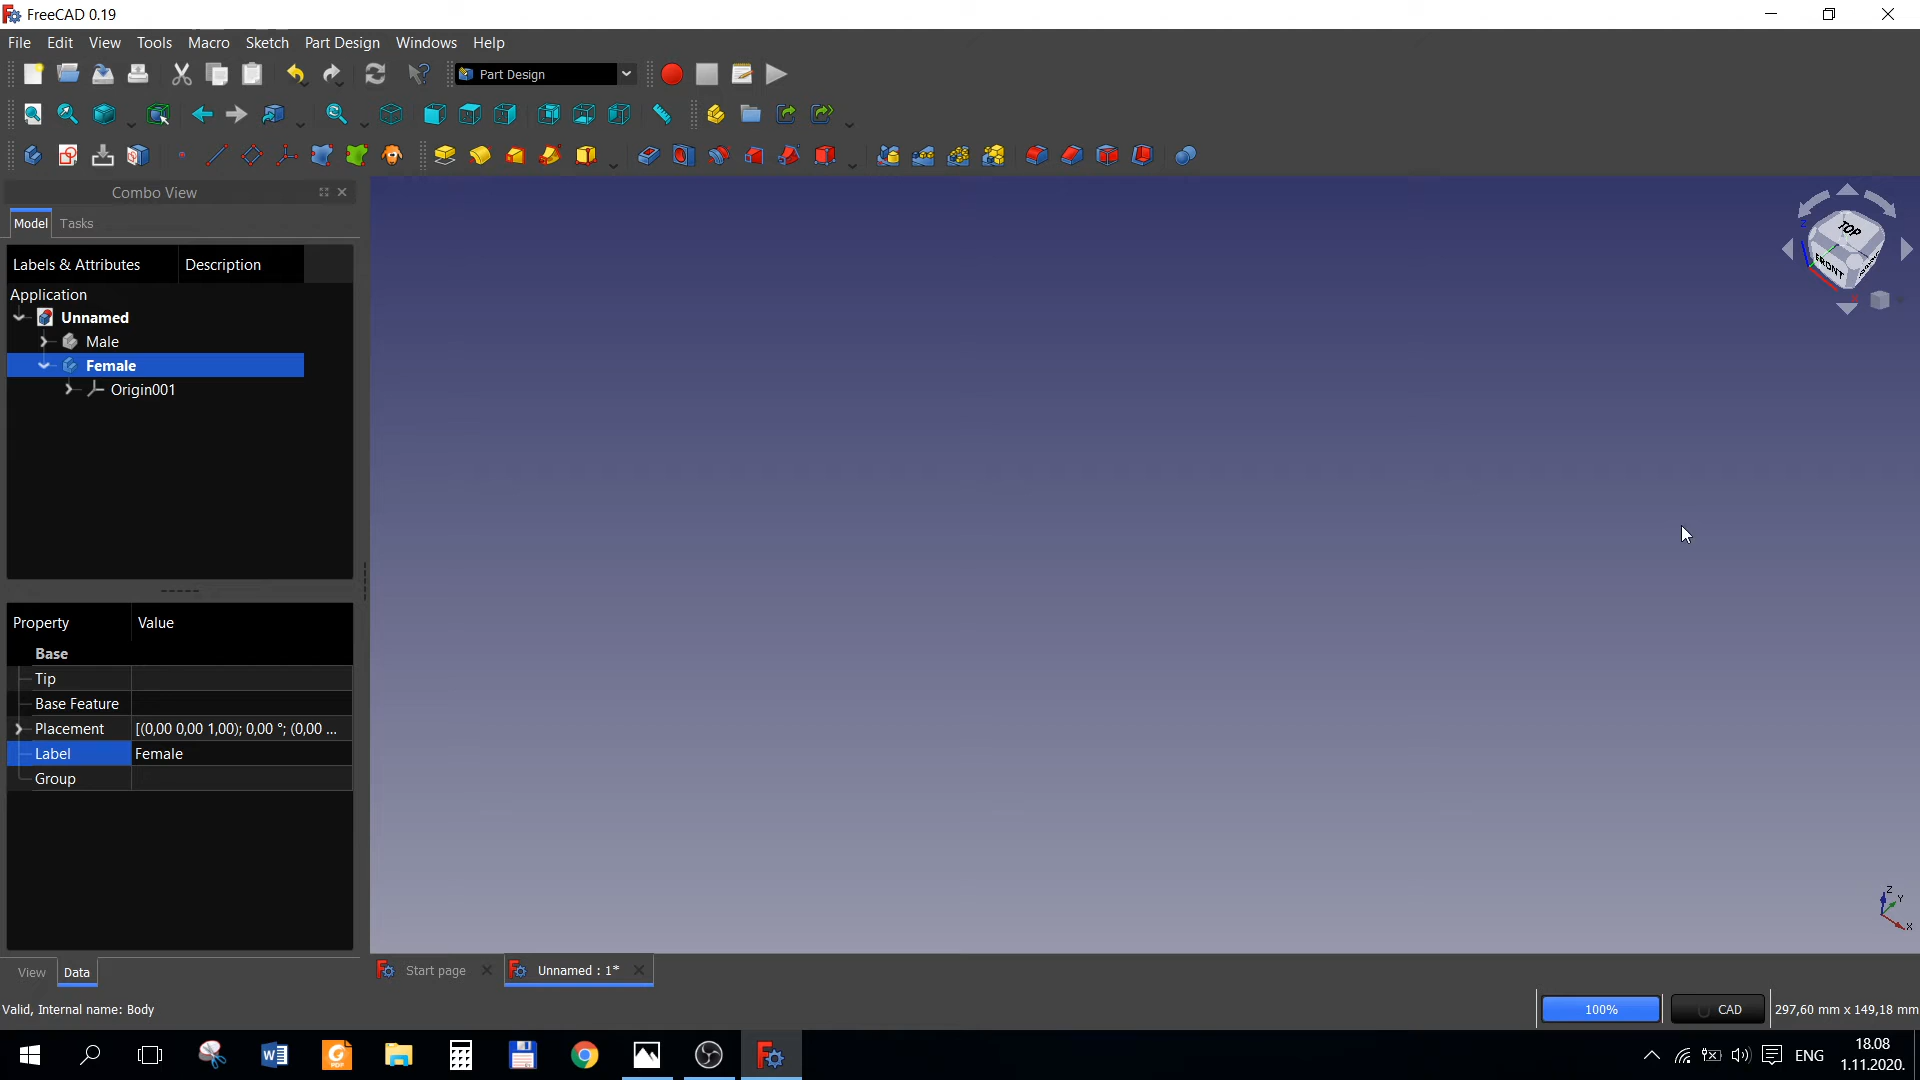 FreeCAD 0.19
File Edit View Tools Macro Sketch Part Design Windows Help
Part Design
Combo View
Model Tasks
Labels & Attributes Description
Application
Unnamed
Male
Female
Origin001
TOP
FRONT
Z
X
Property Value
Base
Tip
Base Feature
Placement [(0,00 0,00 1,00); 0,00 °; (0,00 ...
Label Female
Group
Z
Y
X
View Data
Start page Unnamed : 1*
Valid, Internal name: Body
100% CAD 297,60 mm x 149,18 mm
PDF
ENG
18.08
1.11.2020.